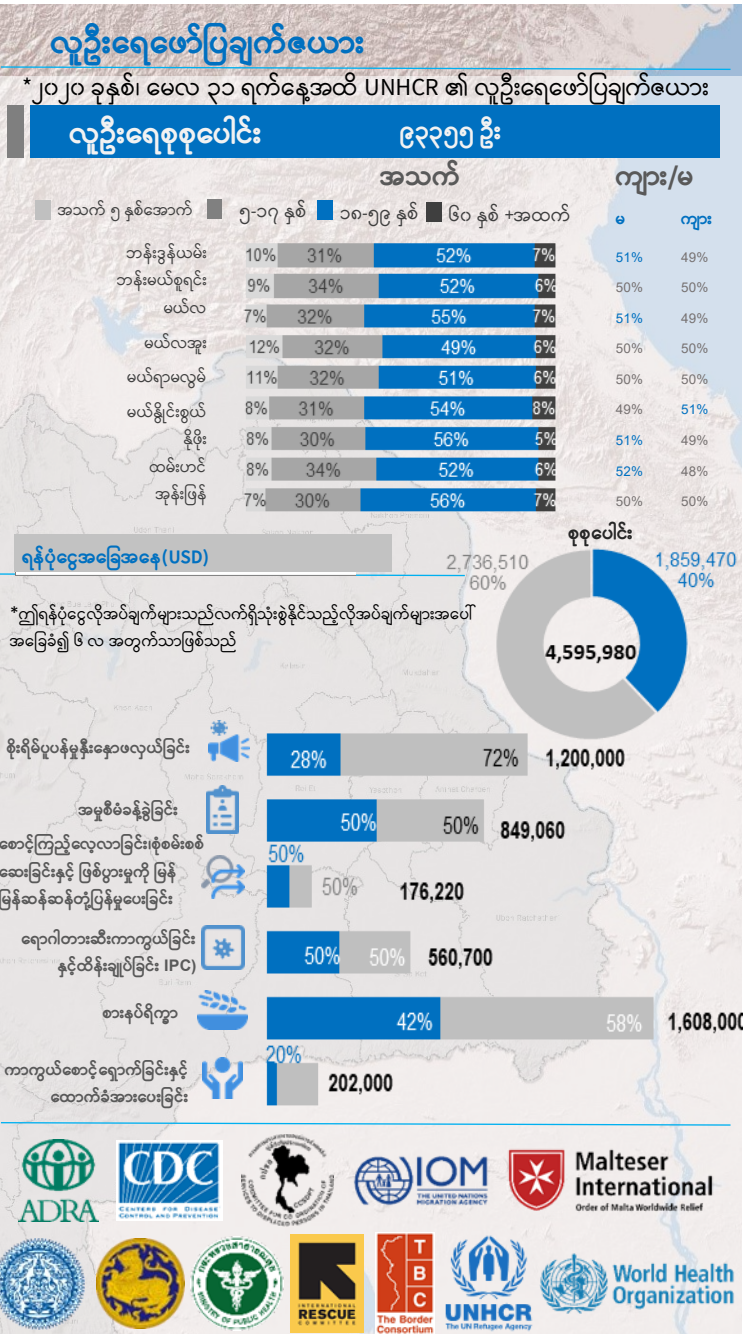 လူဦးရေဖော်ပြချက်ဇယား
*၂၀၂၀ ခုနှစ်၊ မေလ ၃၁ ရက်နေ့အထိ UNHCR ၏ လူဦးရေဖော်ပြချက်ဇယား
လူဦးရေစုစုပေါင်း ၉၃၃၅၅ ဦး
အသက် ကျား/မ
အသက် ၅ နှစ်အောက် ၅-၁၇ နှစ် ၁၈-၅၉ နှစ် ၆၀ နှစ် +အထက် မ ကျား
ဘန်းဒွန်ယမ်း 10% 31% 52% 7% 51% 49%
ဘန်းမယ်စူရင်း 9% 34% 52% 6% 50% 50%
မယ်လ 7% 32% 55% 7% 51% 49%
မယ်လအူး 12% 32% 49% 6% 50% 50%
မယ်ရာမလွမ် 11% 32% 51% 6% 50% 50%
မယ်နွိုင်းစွယ် 8% 31% 54% 8% 49% 51%
နိုဖိုး 8% 30% 56% 5% 51% 49%
ထမ်းဟင် 8% 34% 52% 6% 52% 48%
အုန်းဖြန် 7% 30% 56% 7% 50% 50%
စုစုပေါင်း
ရန်ပုံငွေအခြေအနေ(USD)
2,736,510
60%
1,859,470
40%
4,595,980
*ဤရန်ပုံငွေလိုအပ်ချက်များသည်လက်ရှိသုံးစွဲနိုင်သည့်လိုအပ်ချက်များအပေါ်
အခြေခံ၍ ၆ လ အတွက်သာဖြစ်သည်
စိုးရိမ်ပူပန်မှုနှီးနှောဖလှယ်ခြင်း 28% 72% 1,200,000
အမှုစီမံခန့်ခွဲခြင်း 50% 50% 849,060
စောင့်ကြည့်လေ့လာခြင်း၊စုံစမ်းစစ်
ဆေးခြင်းနှင့် ဖြစ်ပွားမှုကို မြန်
မြန်ဆန်ဆန်တုံ့ပြန်မှုပေးခြင်း
50% 50% 176,220
ရောဂါတားဆီးကာကွယ်ခြင်း
နှင့်ထိန်းချုပ်ခြင်း IPC)
50% 50% 560,700
စားနပ်ရိက္ခာ 42% 58% 1,608,000
ကာကွယ်စောင့်ရှောက်ခြင်းနှင့်
ထောက်ခံအားပေးခြင်း
20% 202,000
ADRA
CDC
CENTERS FOR DISEASE
CONTROL AND PREVENTION
IOM
THE UNITED NATIONS
MIGRATION AGENCY
Malteser
International
Order of Malta Worldwide Relief
INTERNATIONAL
RESCUE
COMMITTEE
TBC
The Border
Consortium
UNHCR
The UN Refugee Agency
World Health
Organization